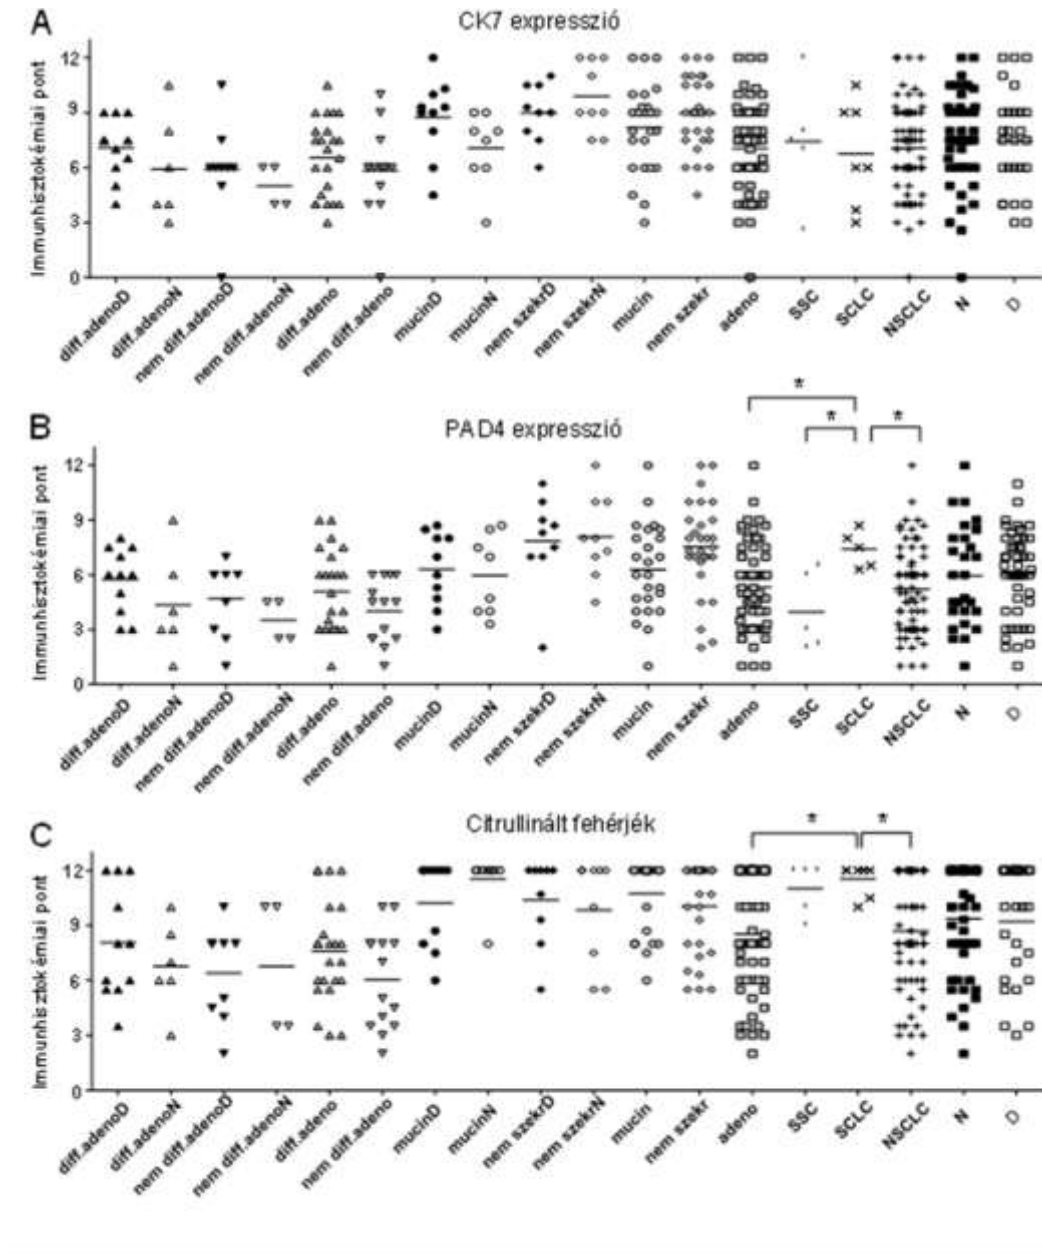 A
CK7 expresszió
Immunhisztokémiai pont
12
9
6
3
0
diff.adenoD
diff.adenoN
nem diff.adenoD
nem diff.adenoN
diff.adeno
nem diff.adeno
mucinD
mucinN
nem szekrD
nem szekrN
mucin
nem szekr
adeno
SSC
SCLC
NSCLC
N
D
B
PAD4 expresszió
* * *
Immunhisztokémiai pont
12
9
6
3
0
diff.adenoD
diff.adenoN
nem diff.adenoD
nem diff.adenoN
diff.adeno
nem diff.adeno
mucinD
mucinN
nem szekrD
nem szekrN
mucin
nem szekr
adeno
SSC
SCLC
NSCLC
N
D
C
Citrullinált fehérjék
* *
Immunhisztokémiai pont
12
9
6
3
0
diff.adenoD
diff.adenoN
nem diff.adenoD
nem diff.adenoN
diff.adeno
nem diff.adeno
mucinD
mucinN
nem szekrD
nem szekrN
mucin
nem szekr
adeno
SSC
SCLC
NSCLC
N
D